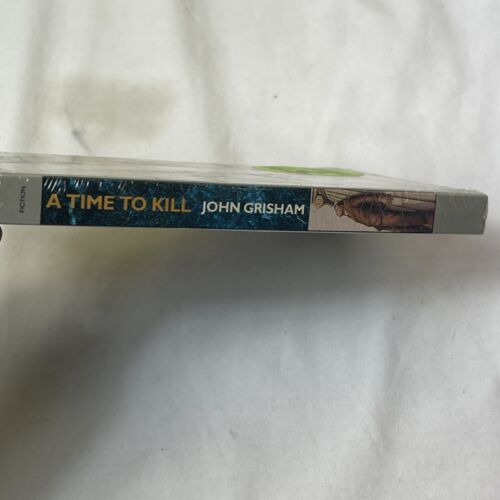 FICTION
A TIME TO KILL JOHN GRISHAM